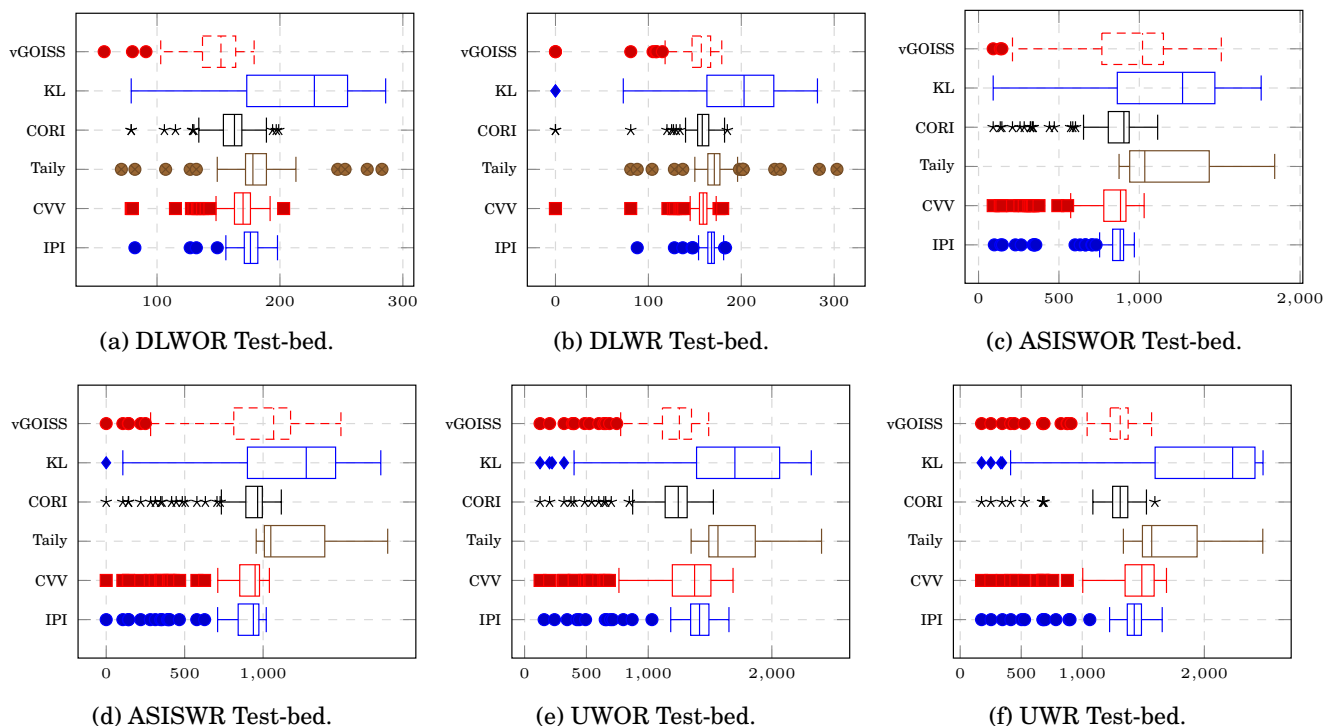 vGOISS
KL
CORI
Taily
CVV
IPI
100 200 300
(a) DLWOR Test-bed.
vGOISS
KL
CORI
Taily
CVV
IPI
0 100 200 300
(b) DLWR Test-bed.
vGOISS
KL
CORI
Taily
CVV
IPI
0 500 1,000 2,000
(c) ASISWOR Test-bed.
vGOISS
KL
CORI
Taily
CVV
IPI
0 500 1,000
(d) ASISWR Test-bed.
vGOISS
KL
CORI
Taily
CVV
IPI
0 1,000 2,000
(e) UWOR Test-bed.
vGOISS
KL
CORI
Taily
CVV
IPI
0 500 1,000 2,000
(f) UWR Test-bed.